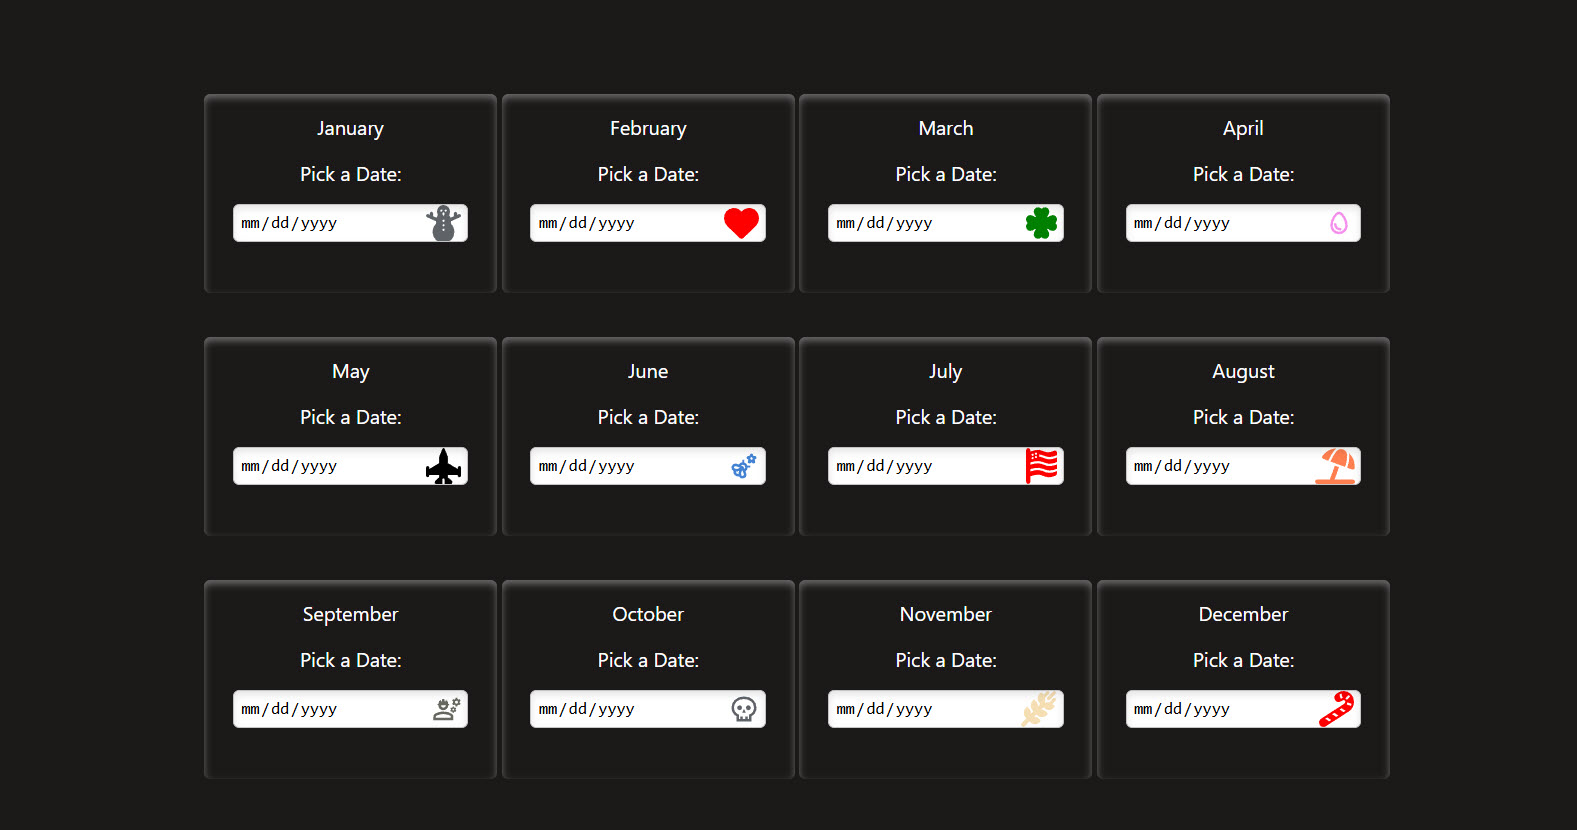 January
Pick a Date:
mm/dd/yyyy
February
Pick a Date:
mm/dd/yyyy
March
Pick a Date:
mm/dd/yyyy
April
Pick a Date:
mm/dd/yyyy
May
Pick a Date:
mm/dd/yyyy
June
Pick a Date:
mm/dd/yyyy
July
Pick a Date:
mm/dd/yyyy
August
Pick a Date:
mm/dd/yyyy
September
Pick a Date:
mm/dd/yyyy
October
Pick a Date:
mm/dd/yyyy
November
Pick a Date:
mm/dd/yyyy
December
Pick a Date:
mm/dd/yyyy